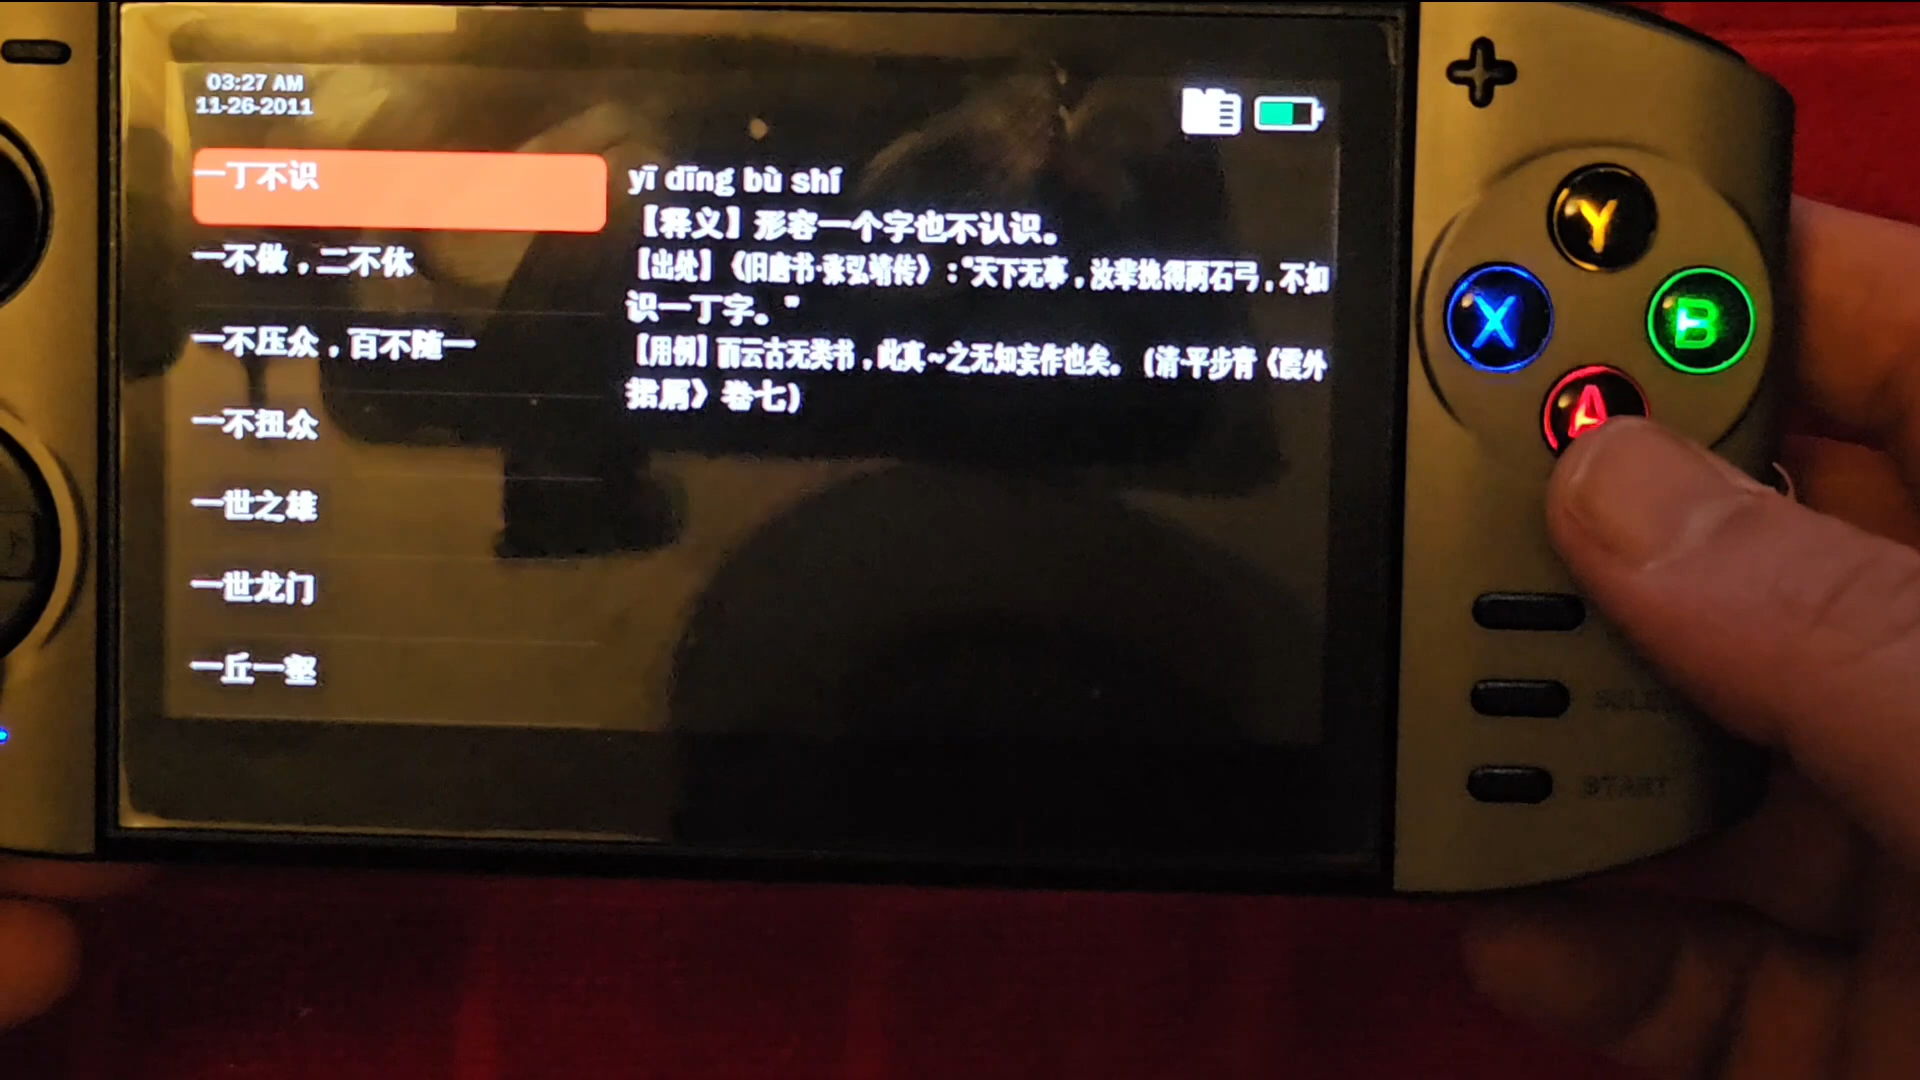 03:27 AM
11-26-2011
一丁不识
一不做，二不休
一不压众，百不随一
一不扭众
一世之雄
一世龙门
一丘一壑
yī dīng bù shí
【释义】形容一个字也不认识。
【出处】《旧唐书·张弘靖传》："天下无事，汝辈挽得两石弓，不如
识一丁字。"
【用例】而云古无类书，此真～之无知妄作也矣。（清·平步青《霞外
捃屑》卷七）
Y
X
B
A
START